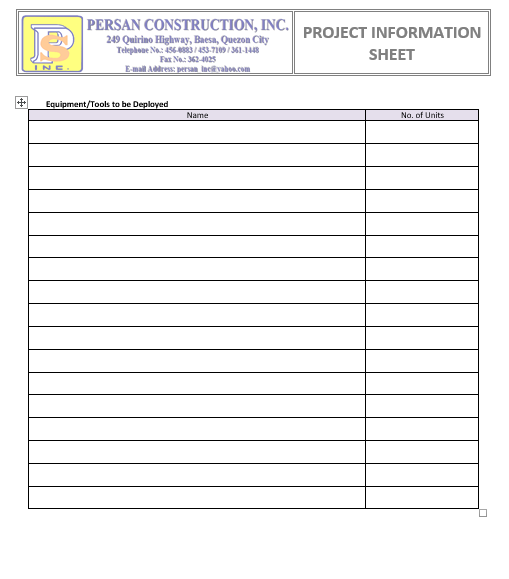 PERSAN CONSTRUCTION, INC.
249 Quirino Highway, Baesa, Quezon City
Telephone No.: 456-0883 / 453-7109 / 361-1448
Fax No.: 362-4025
E-mail Address: persan_inc@yahoo.com
PS
INC.
PROJECT INFORMATION
SHEET
Equipment/Tools to be Deployed
Name No. of Units